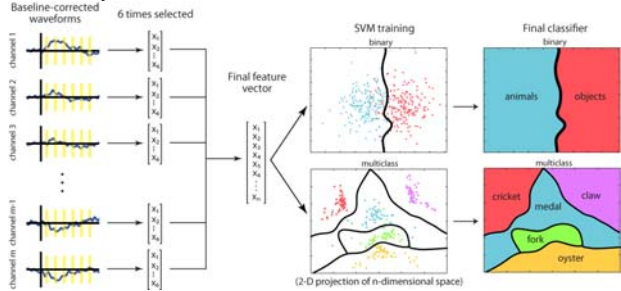 Baseline-corrected
waveforms
6 times selected
SVM training
Final classifier
binary
binary
channel 1
X₁
X₂
⋮
X₆
animals
objects
channel 2
X₁
X₂
⋮
X₆
Final feature
vector
channel 3
X₁
X₂
⋮
X₆
X₁
X₂
X₃
X₄
X₅
X₆
⋮
Xₙ
multiclass
multiclass
cricket
claw
medal
fork
oyster
channel m-1
X₁
X₂
⋮
X₆
channel m
X₁
X₂
⋮
X₆
(2-D projection of n-dimensional space)